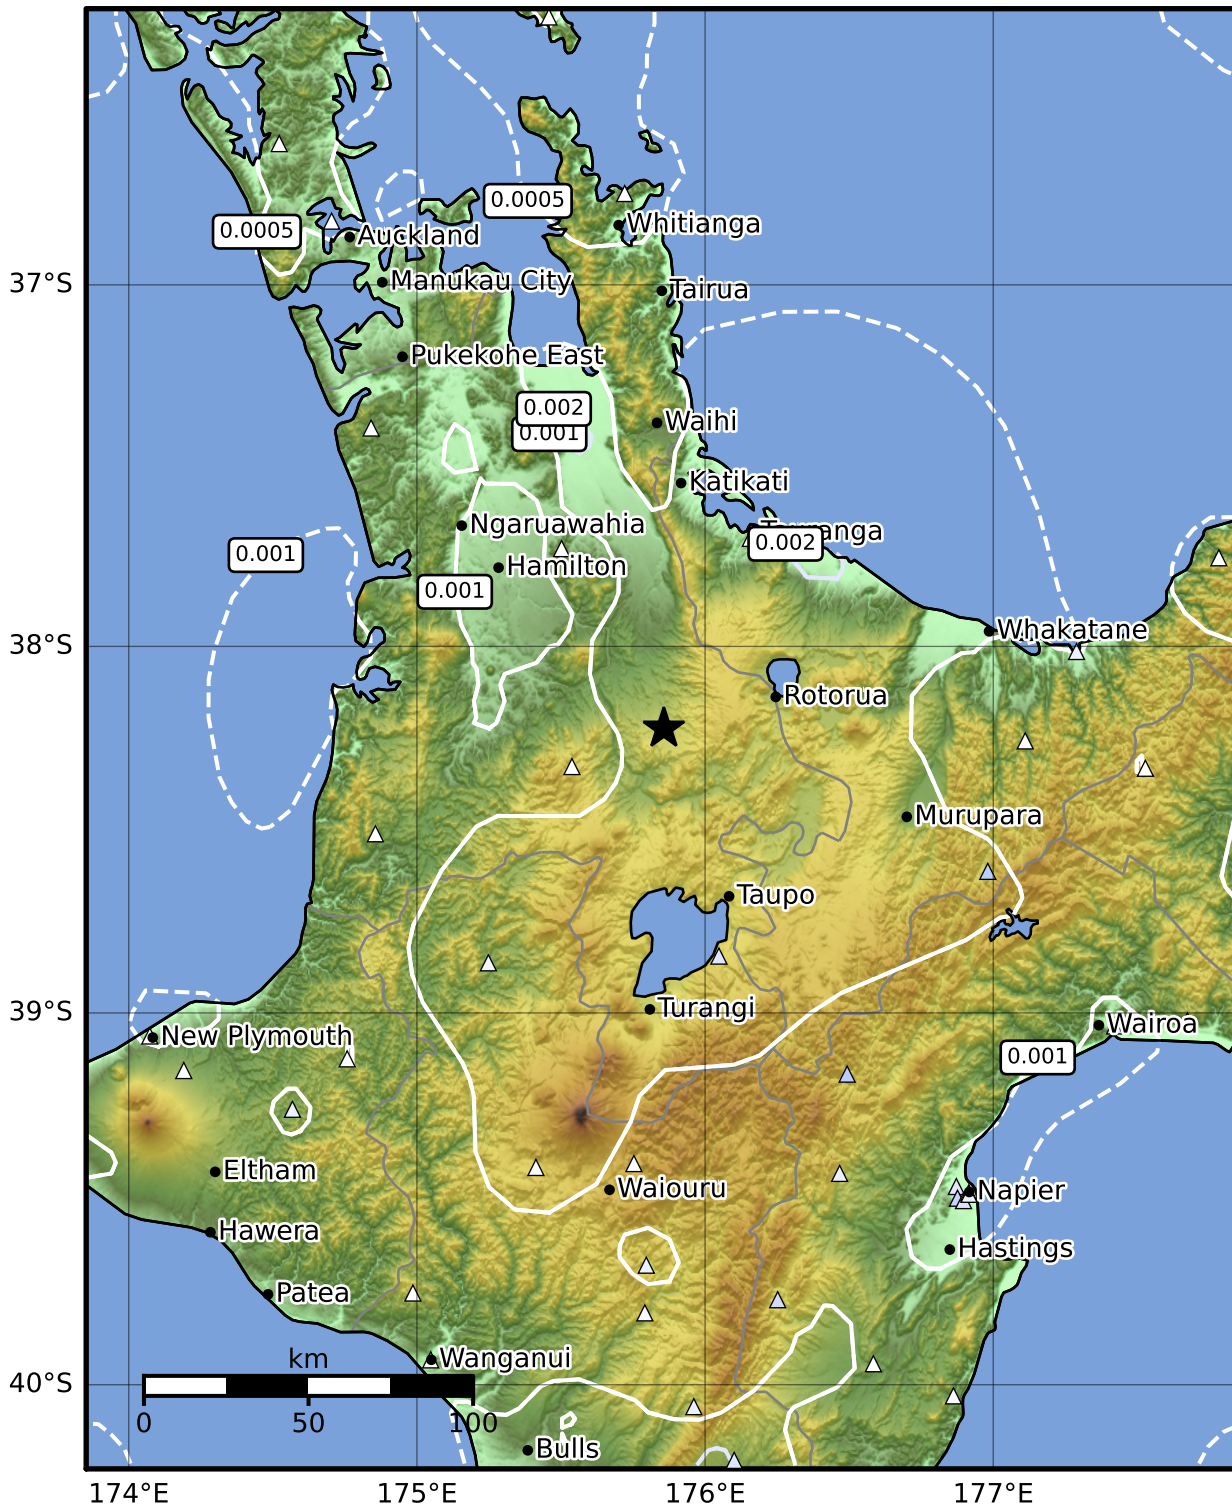 0.0005
Whitianga
0.0005
Auckland
Manukau City
37°S
Tairua
Pukekohe East
0.002
Waihi
0.001
Katikati
Ngaruawahia
0.002
0.001
Hamilton
0.001
Whakatane
38°S
Rotorua
Murupara
Taupo
Turangi
39°S
Wairoa
New Plymouth
0.001
Eltham
Waiouru
Napier
Hawera
Hastings
Patea
km
Wanganui
40°S
0 50 100
Bulls
174°E 175°E 176°E 177°E